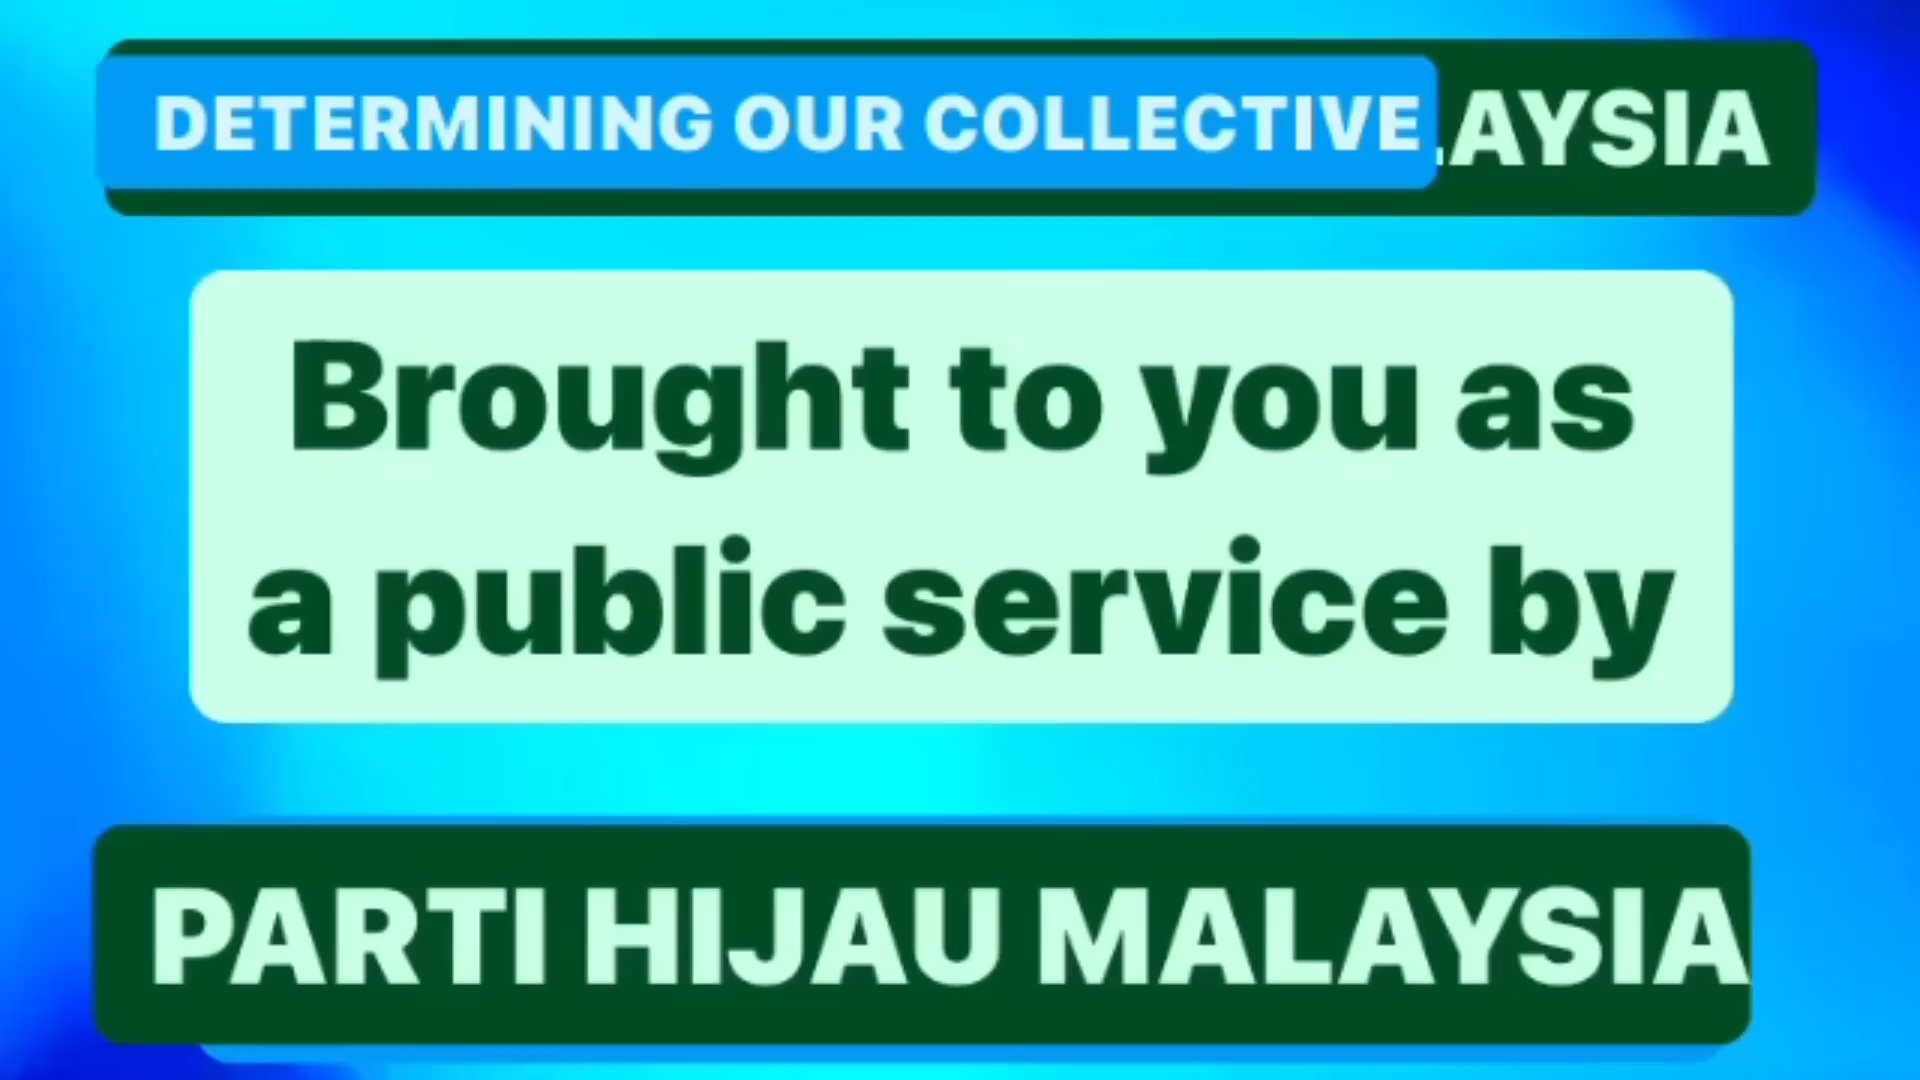 DETERMINING OUR COLLECTIVE
AYSIA
Brought to you as
a public service by
PARTI HIJAU MALAYSIA